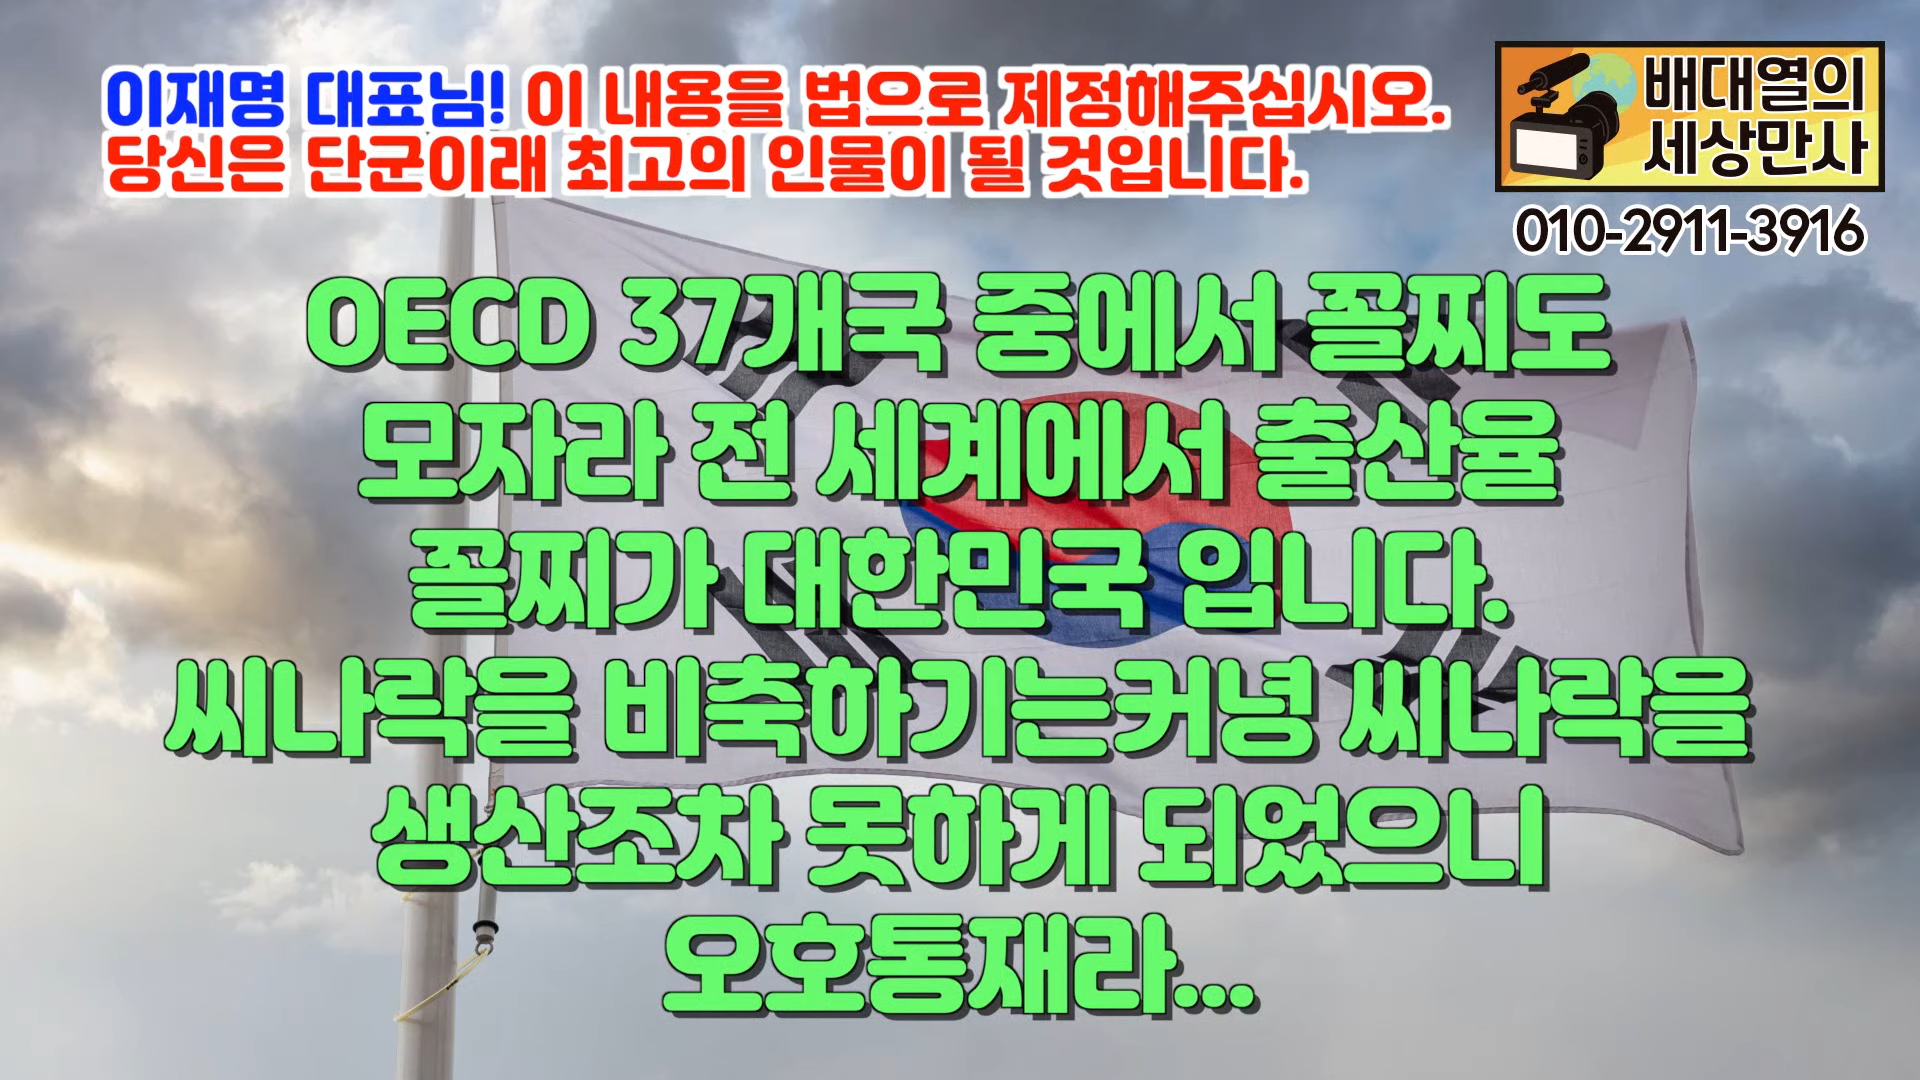 이재명 대표님! 이 내용을 법으로 제정해주십시오.
당신은 단군이래 최고의 인물이 될 것입니다.
배대열의
세상만사
010-2911-3916
OECD 37개국 중에서 꼴찌도
모자라 전 세계에서 출산율
꼴찌가 대한민국 입니다.
씨나락을 비축하기는커녕 씨나락을
생산조차 못하게 되었으니
오호통재라...